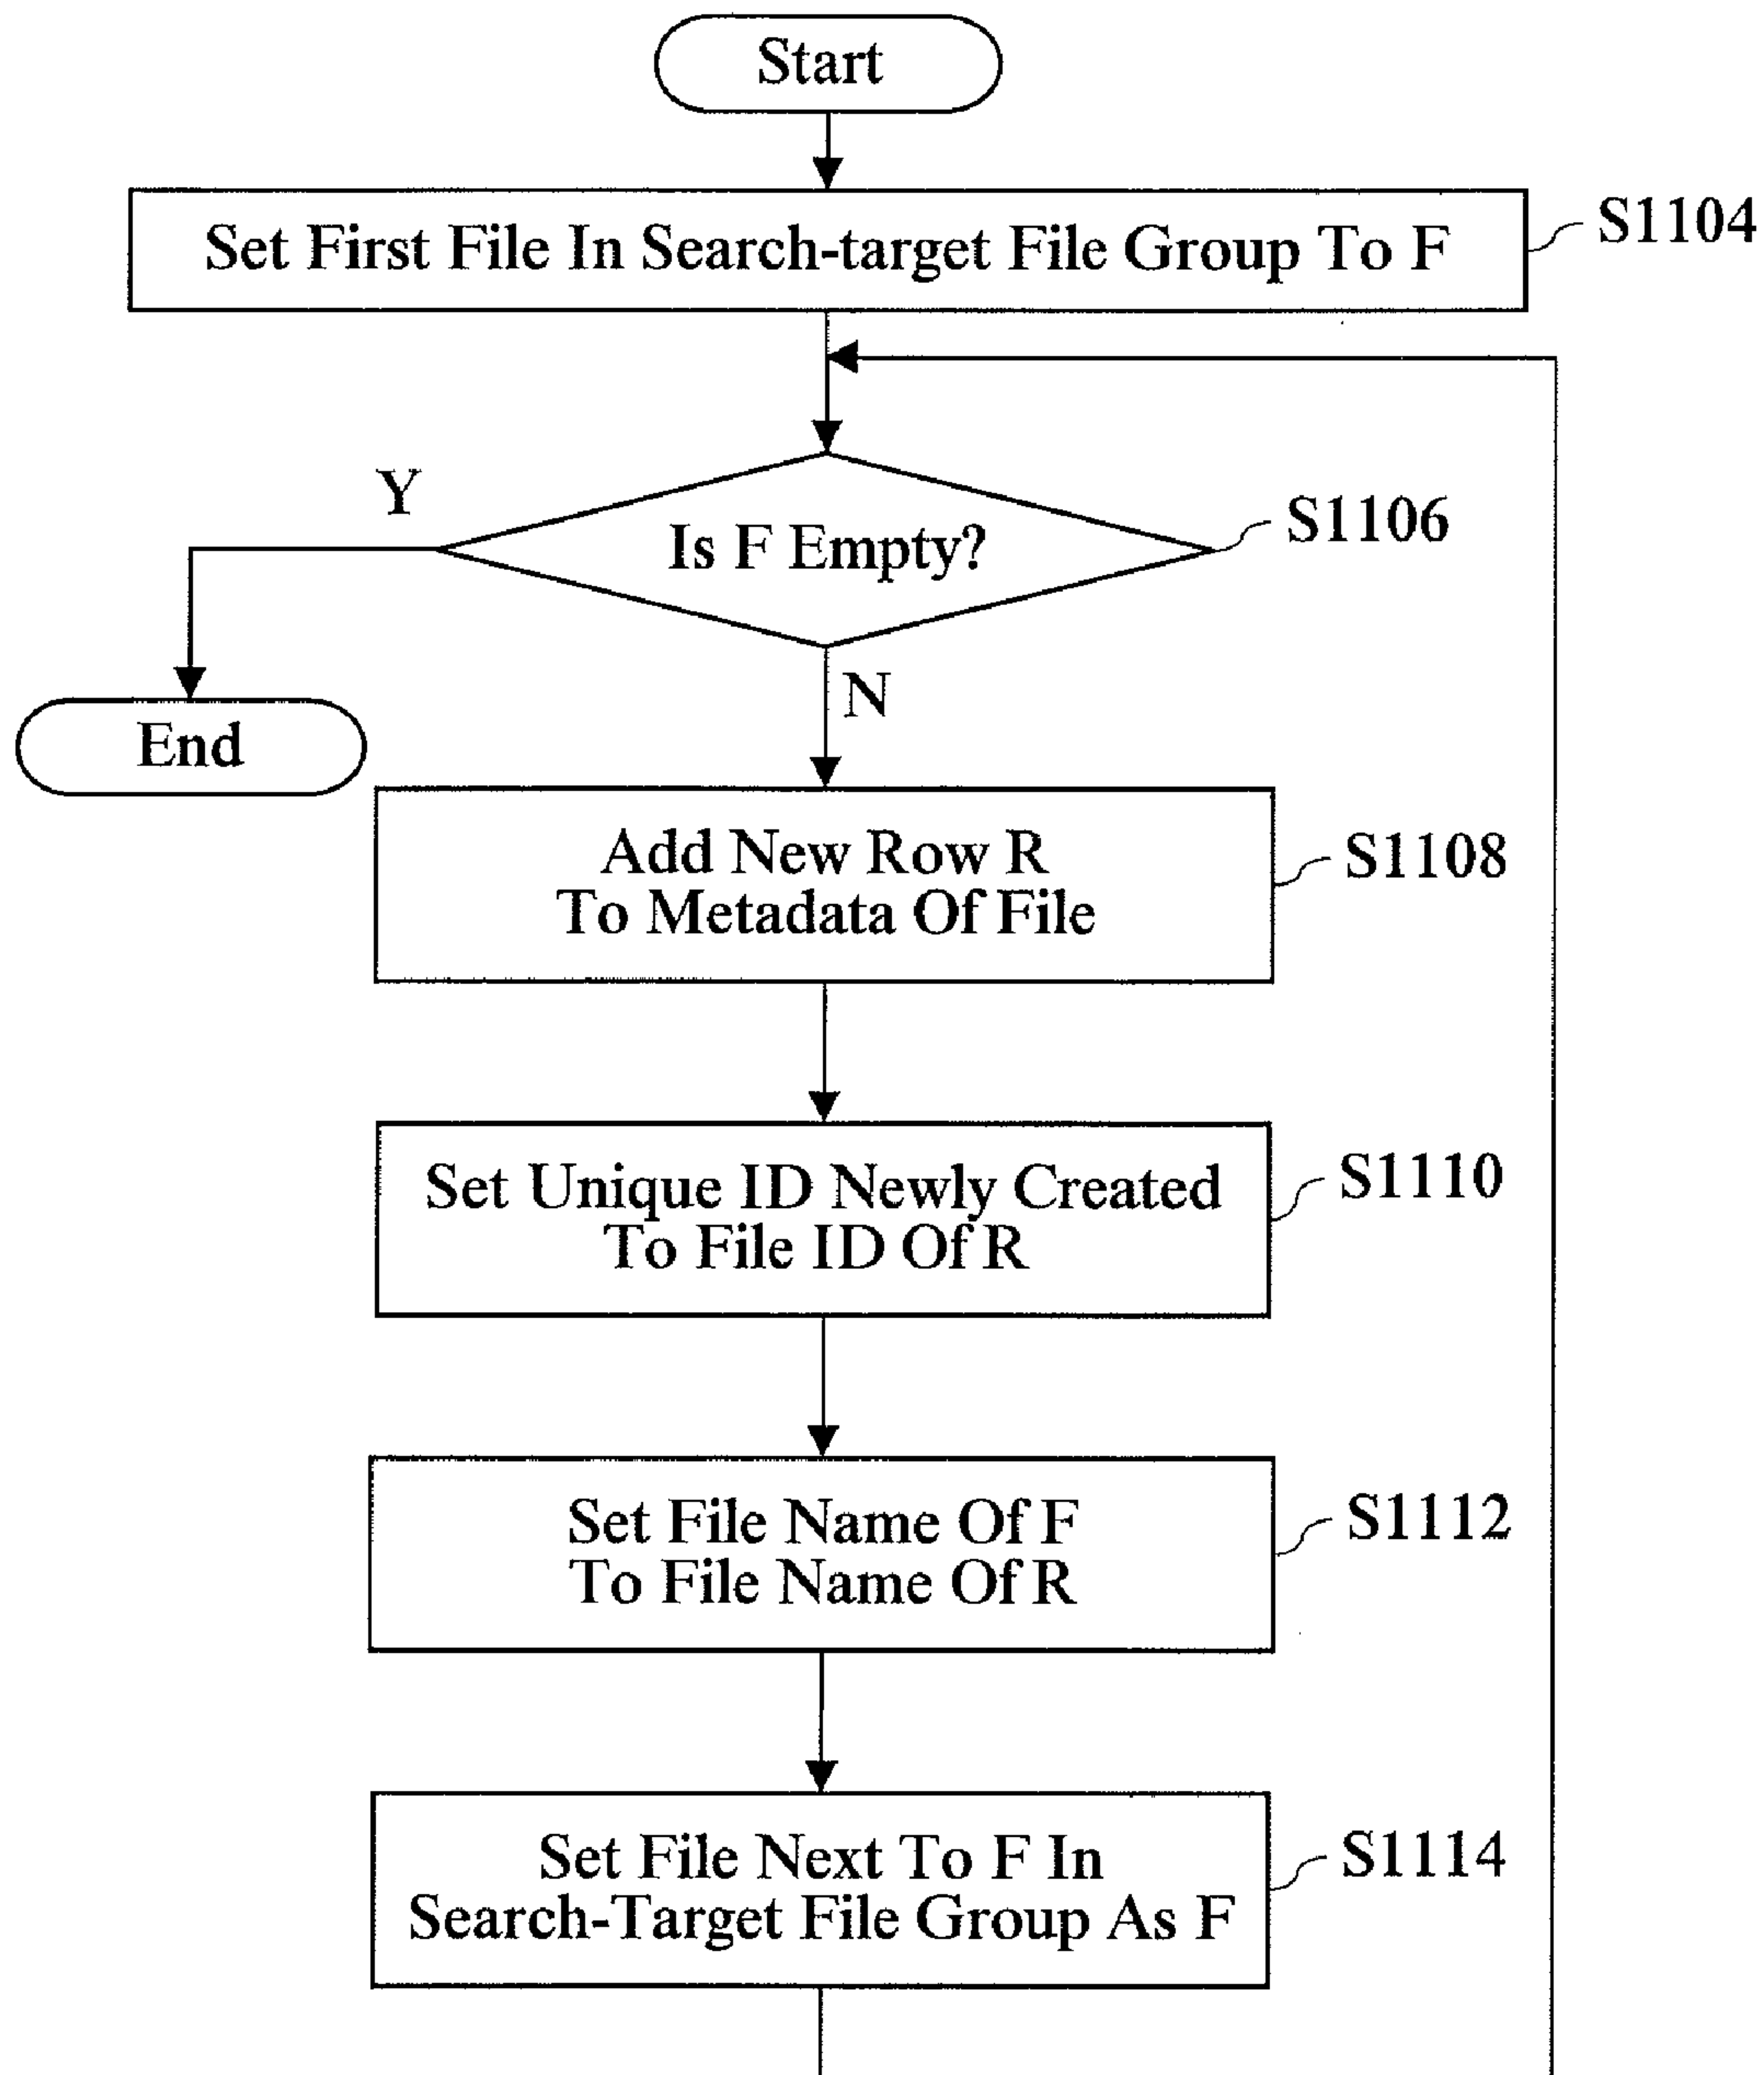 Start
Set First File In Search-target File Group To F
S1104
Y
Is F Empty?
S1106
N
End
Add New Row R
To Metadata Of File
S1108
Set Unique ID Newly Created
To File ID Of R
S1110
Set File Name Of F
To File Name Of R
S1112
Set File Next To F In
Search-Target File Group As F
S1114